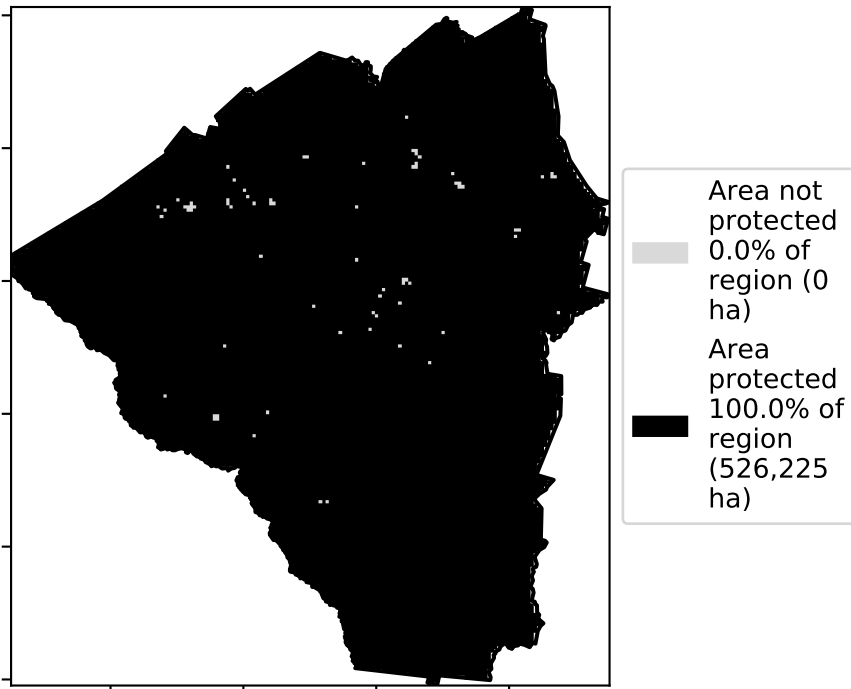 Area not
protected
0.0% of
region (0
ha)
Area
protected
100.0% of
region
(526,225
ha)